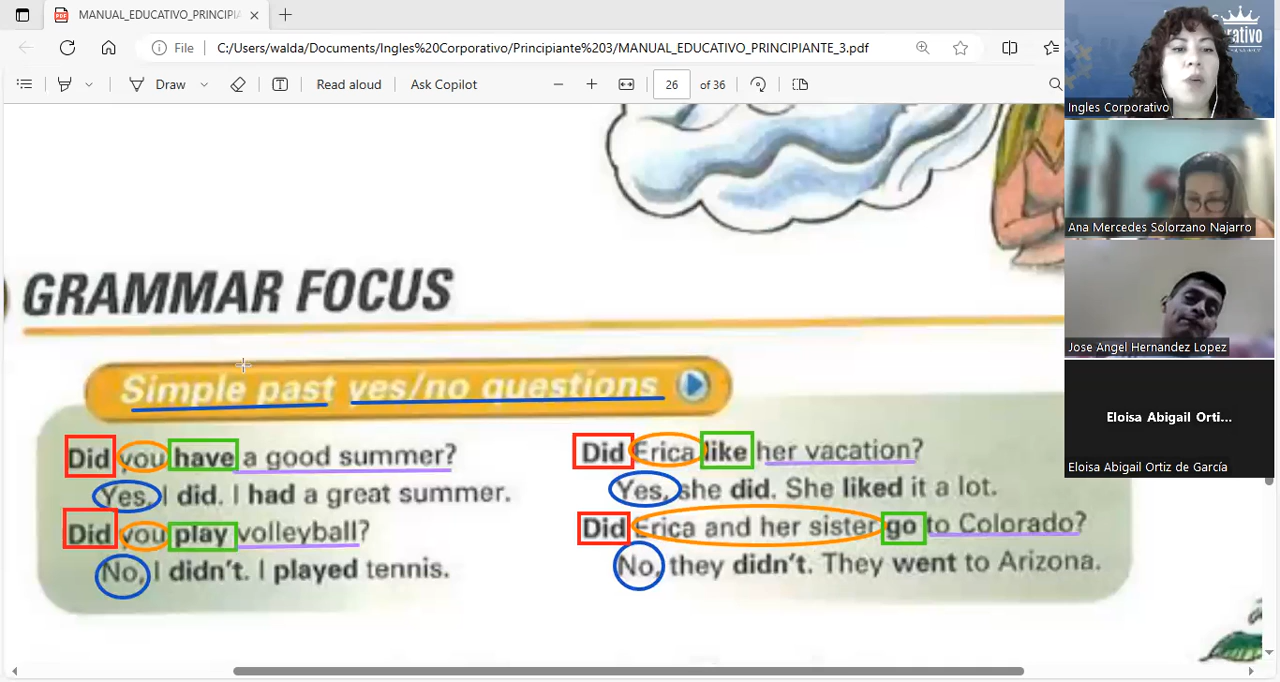 MANUAL_EDUCATIVO_PRINCIPIA
File
C:/Users/walda/Documents/Ingles%20Corporativo/Principante%203/MANUAL_EDUCATIVO_PRINCIPIANTE_3.pdf
Draw
Read aloud
Ask Copilot
26
of 36
GRAMMAR FOCUS
Simple past yes/no questions
Did you have a good summer?
Yes, I did. I had a great summer.
Did you play volleyball?
No, I didn't. I played tennis.
Did Erica like her vacation?
Yes, she did. She liked it a lot.
Did Erica and her sister go to Colorado?
No, they didn't. They went to Arizona.
Ingles Corporativo
Ana Mercedes Solorzano Najarro
Jose Angel Hernandez Lopez
Eloisa Abigail Orti...
Eloisa Abigail Ortiz de García